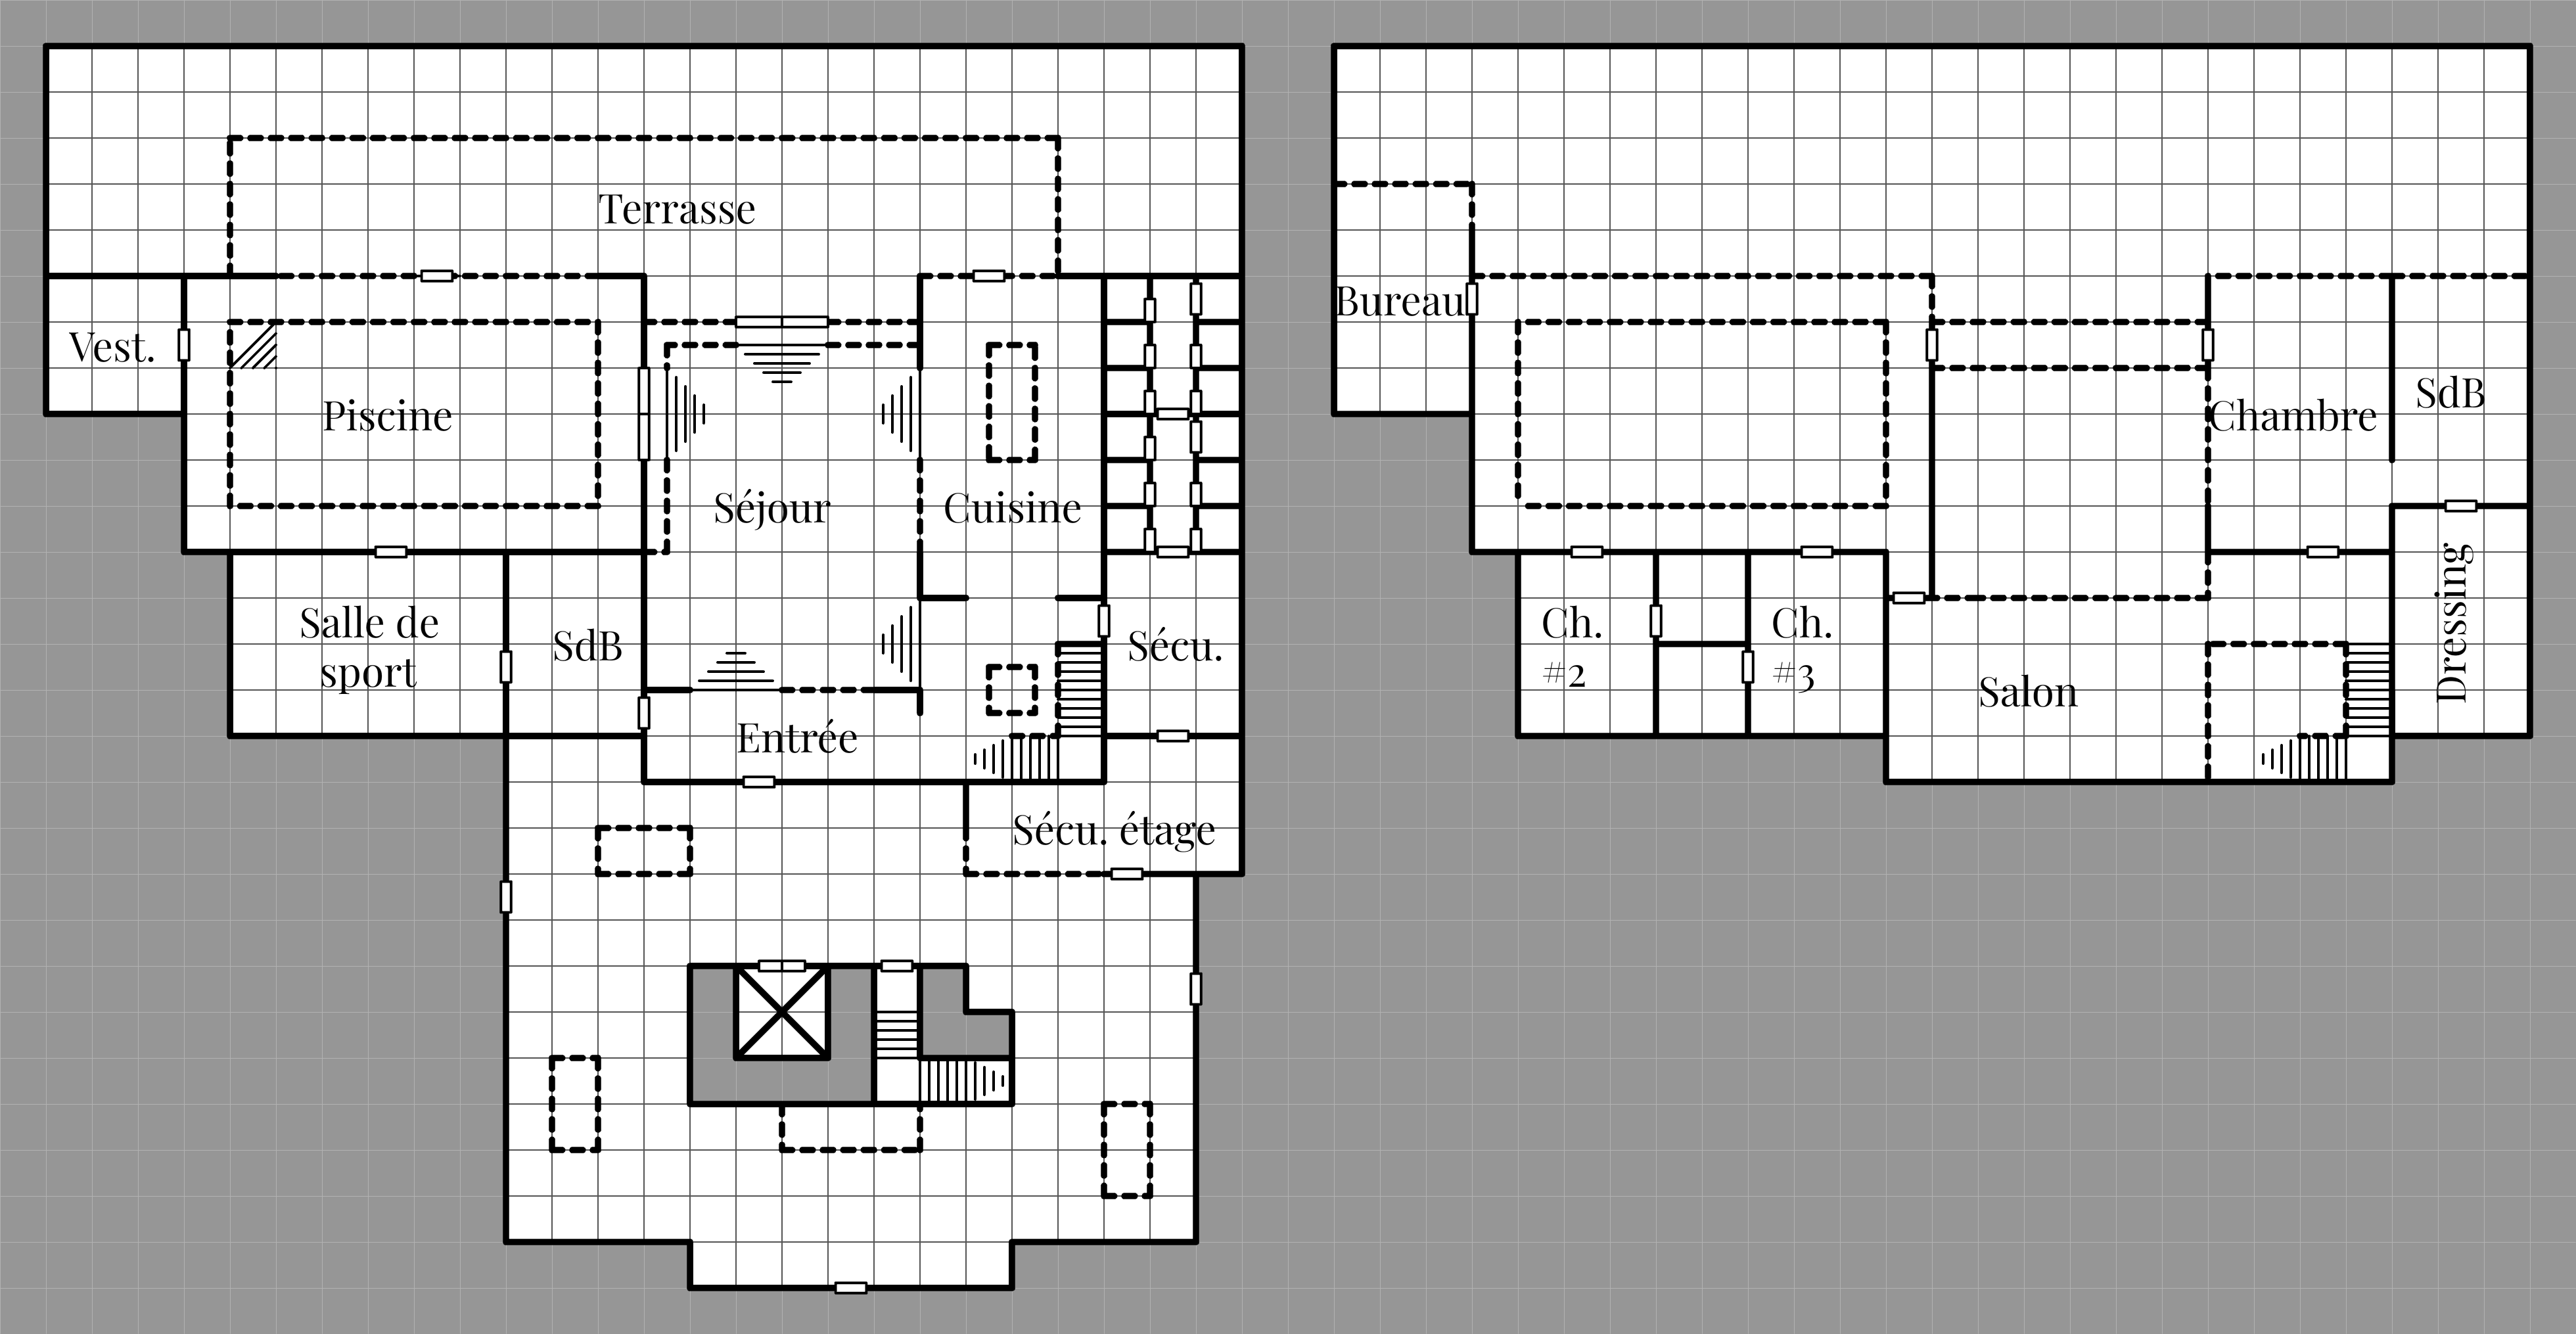 Terrasse
Vest.
Piscine
Séjour
Cuisine
Salle de
sport
SdB
Sécu.
Entrée
Sécu. étage
Bureau
Chambre
SdB
Ch.
#2
Ch.
#3
Salon
Dressing